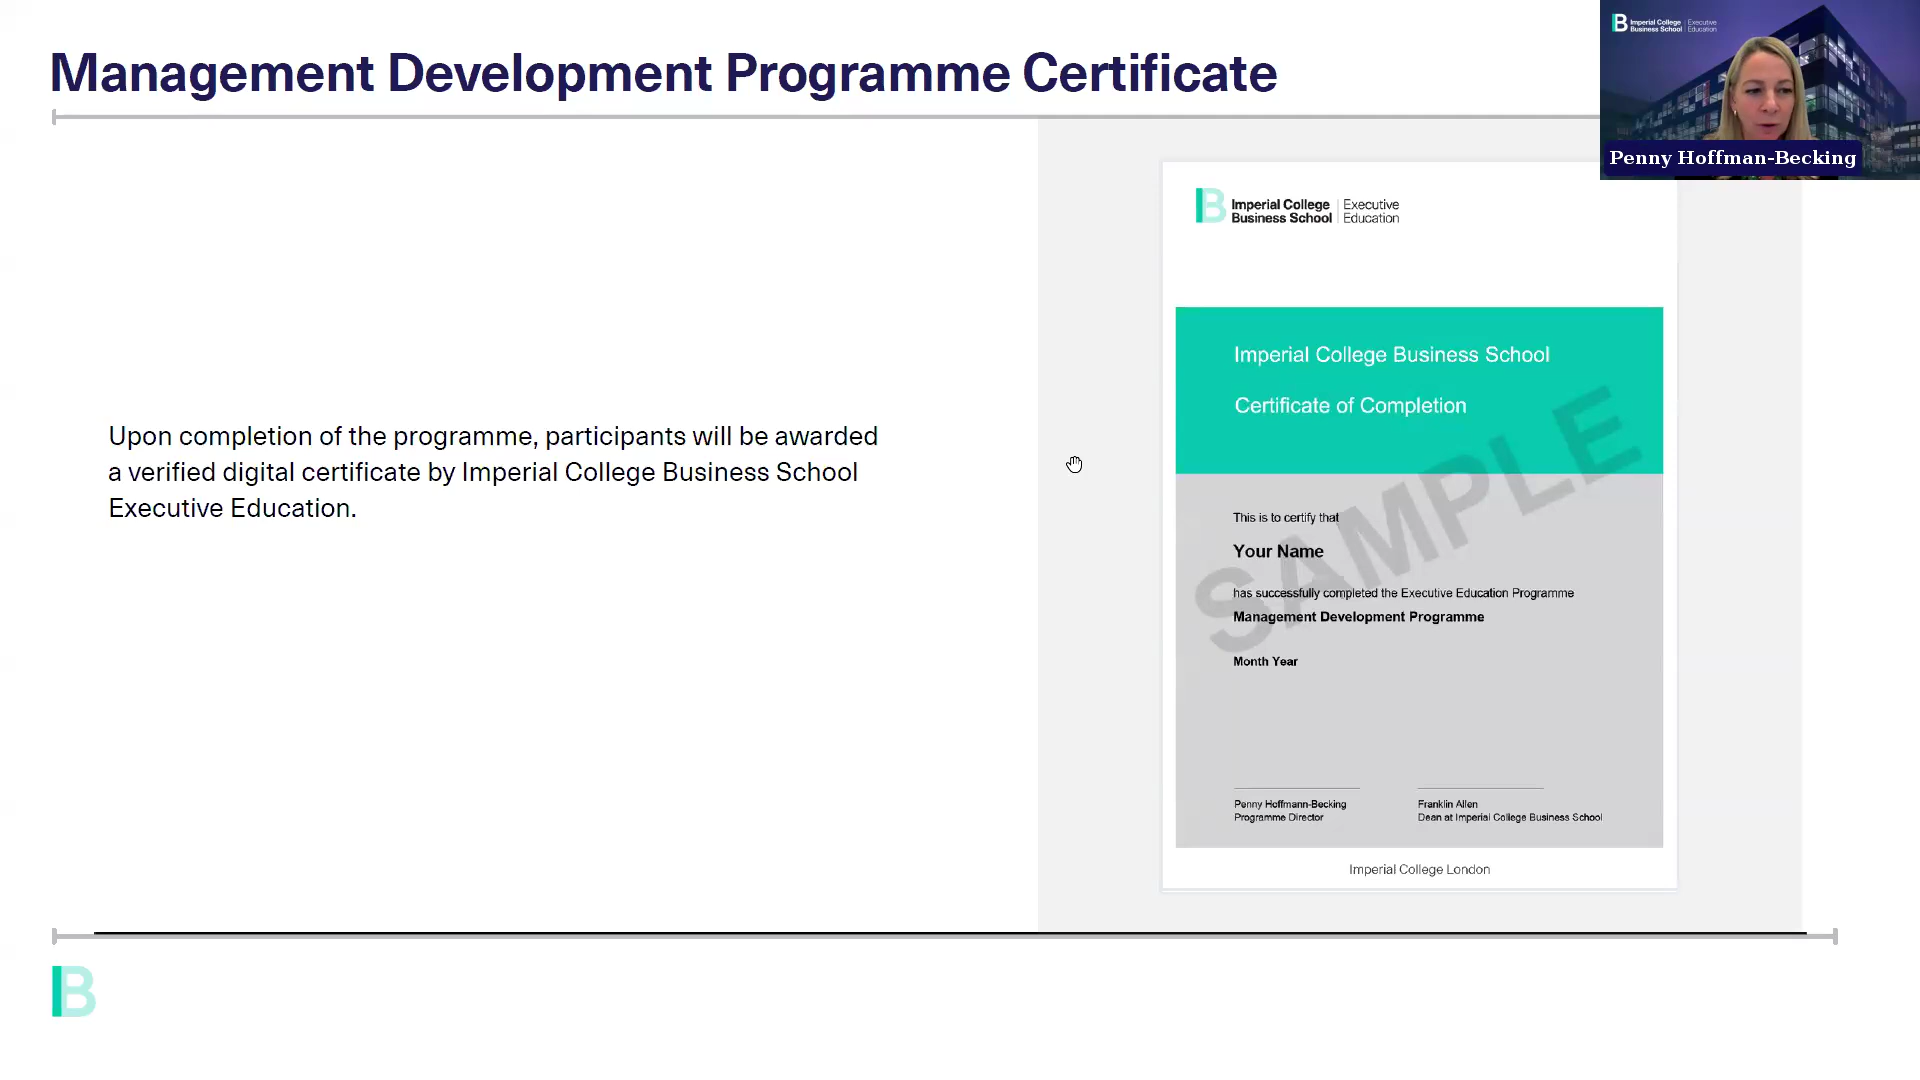 Management Development Programme Certificate
Imperial College | Executive
Business School | Education
Penny Hoffman-Becking
Imperial College | Executive
Business School | Education
Imperial College Business School
Certificate of Completion
Upon completion of the programme, participants will be awarded
a verified digital certificate by Imperial College Business School
Executive Education.
SAMPLE
This is to certify that
Your Name
has successfully completed the Executive Education Programme
Management Development Programme
Month Year
Penny Hoffmann-Becking
Programme Director
Franklin Allen
Dean at Imperial College Business School
Imperial College London
B